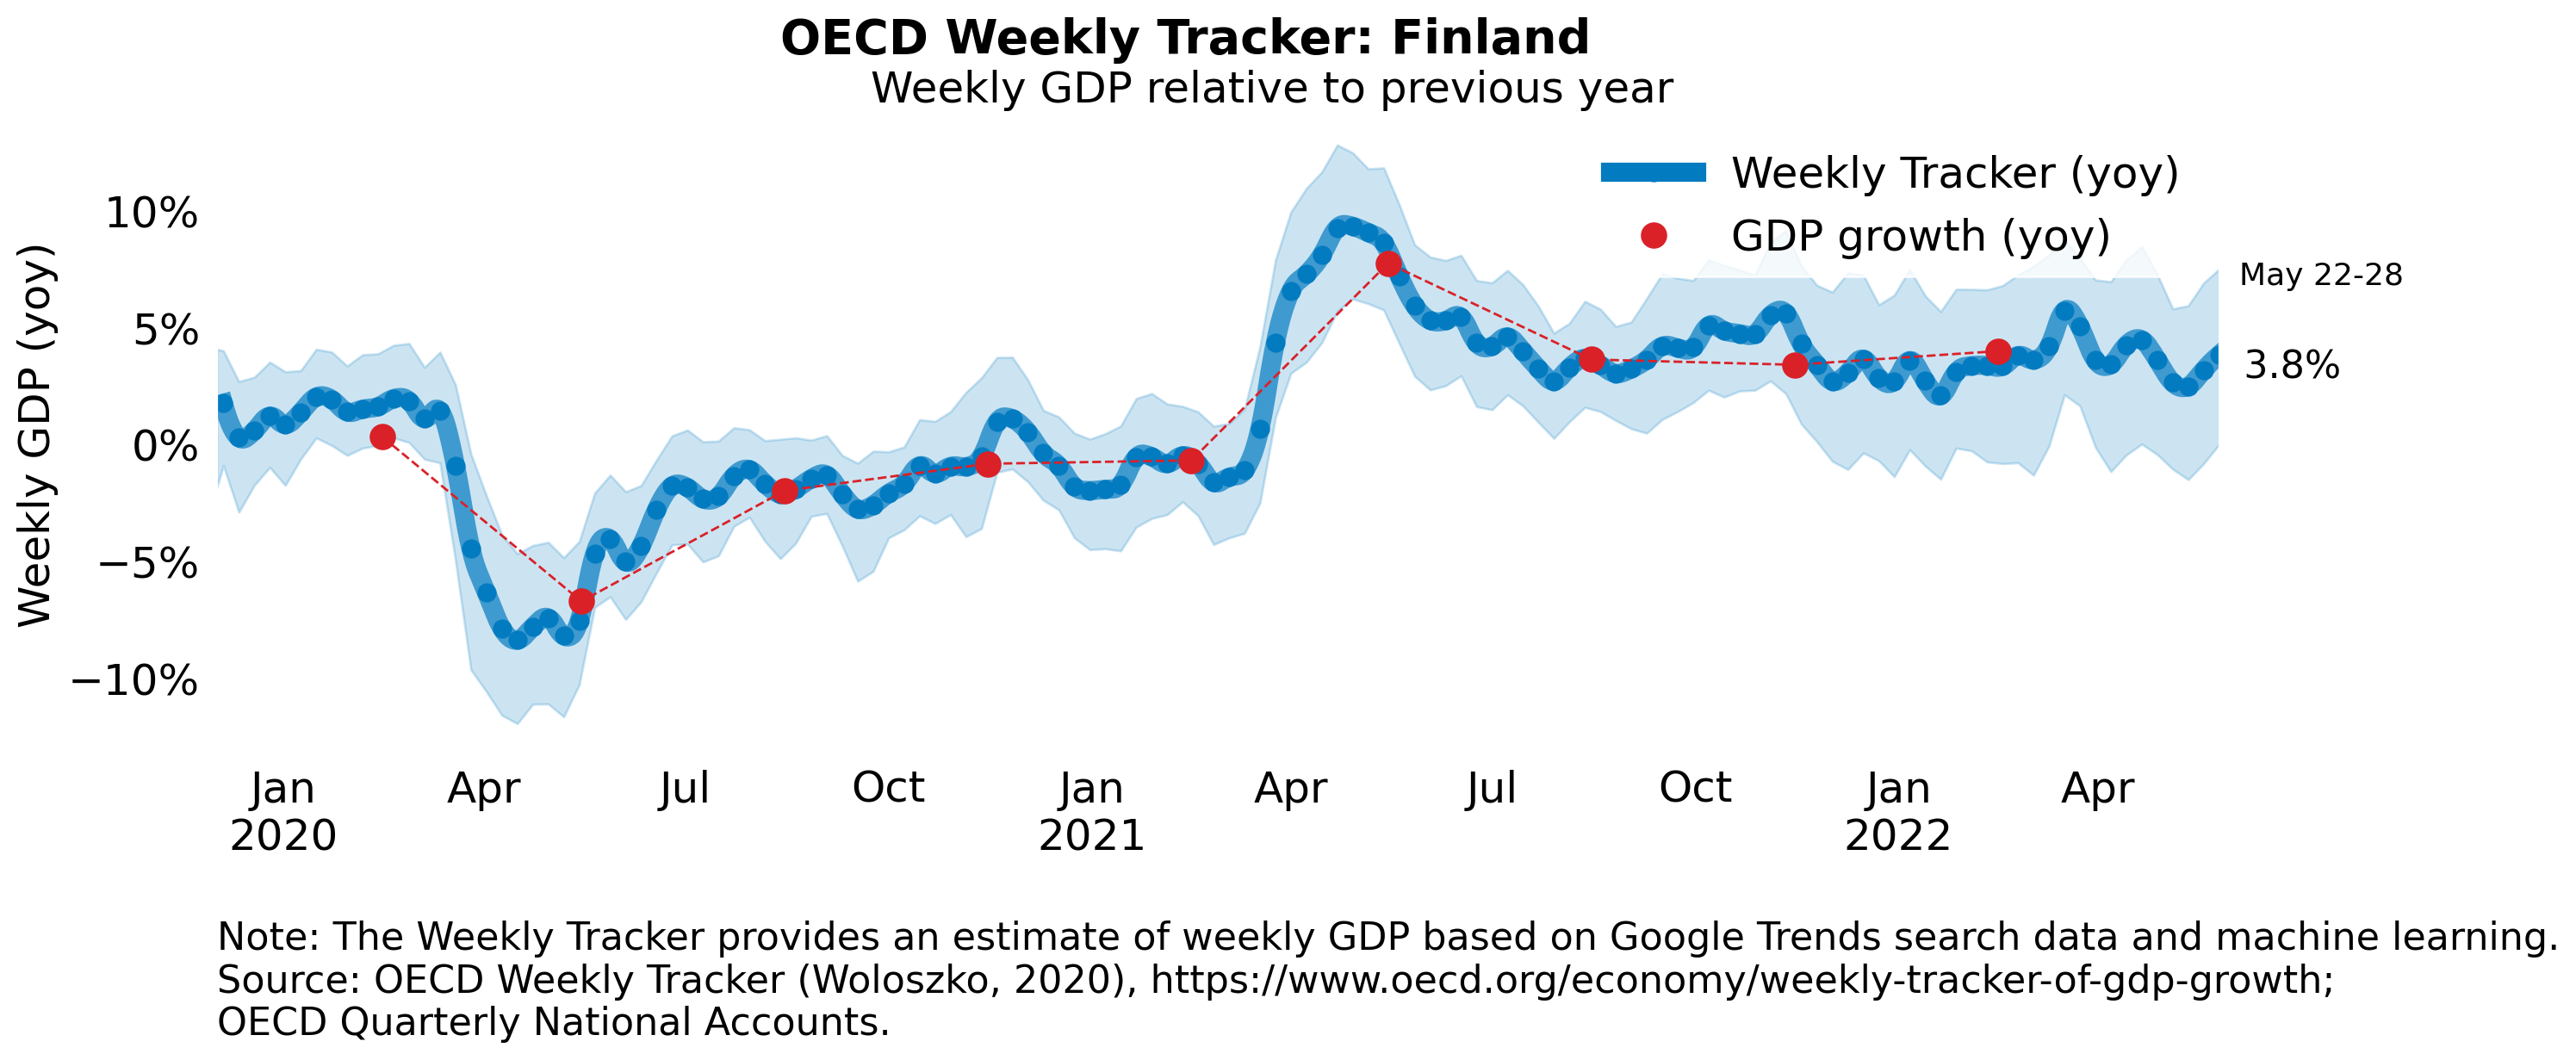 OECD Weekly Tracker: Finland
Weekly GDP relative to previous year
Weekly Tracker (yoy)
GDP growth (yoy)
Weekly GDP (yoy)
10%
5%
0%
−5%
−10%
May 22-28
3.8%
Jan Apr Jul Oct Jan Apr Jul Oct Jan Apr
2020 2021 2022
Note: The Weekly Tracker provides an estimate of weekly GDP based on Google Trends search data and machine learning.
Source: OECD Weekly Tracker (Woloszko, 2020), https://www.oecd.org/economy/weekly-tracker-of-gdp-growth;
OECD Quarterly National Accounts.